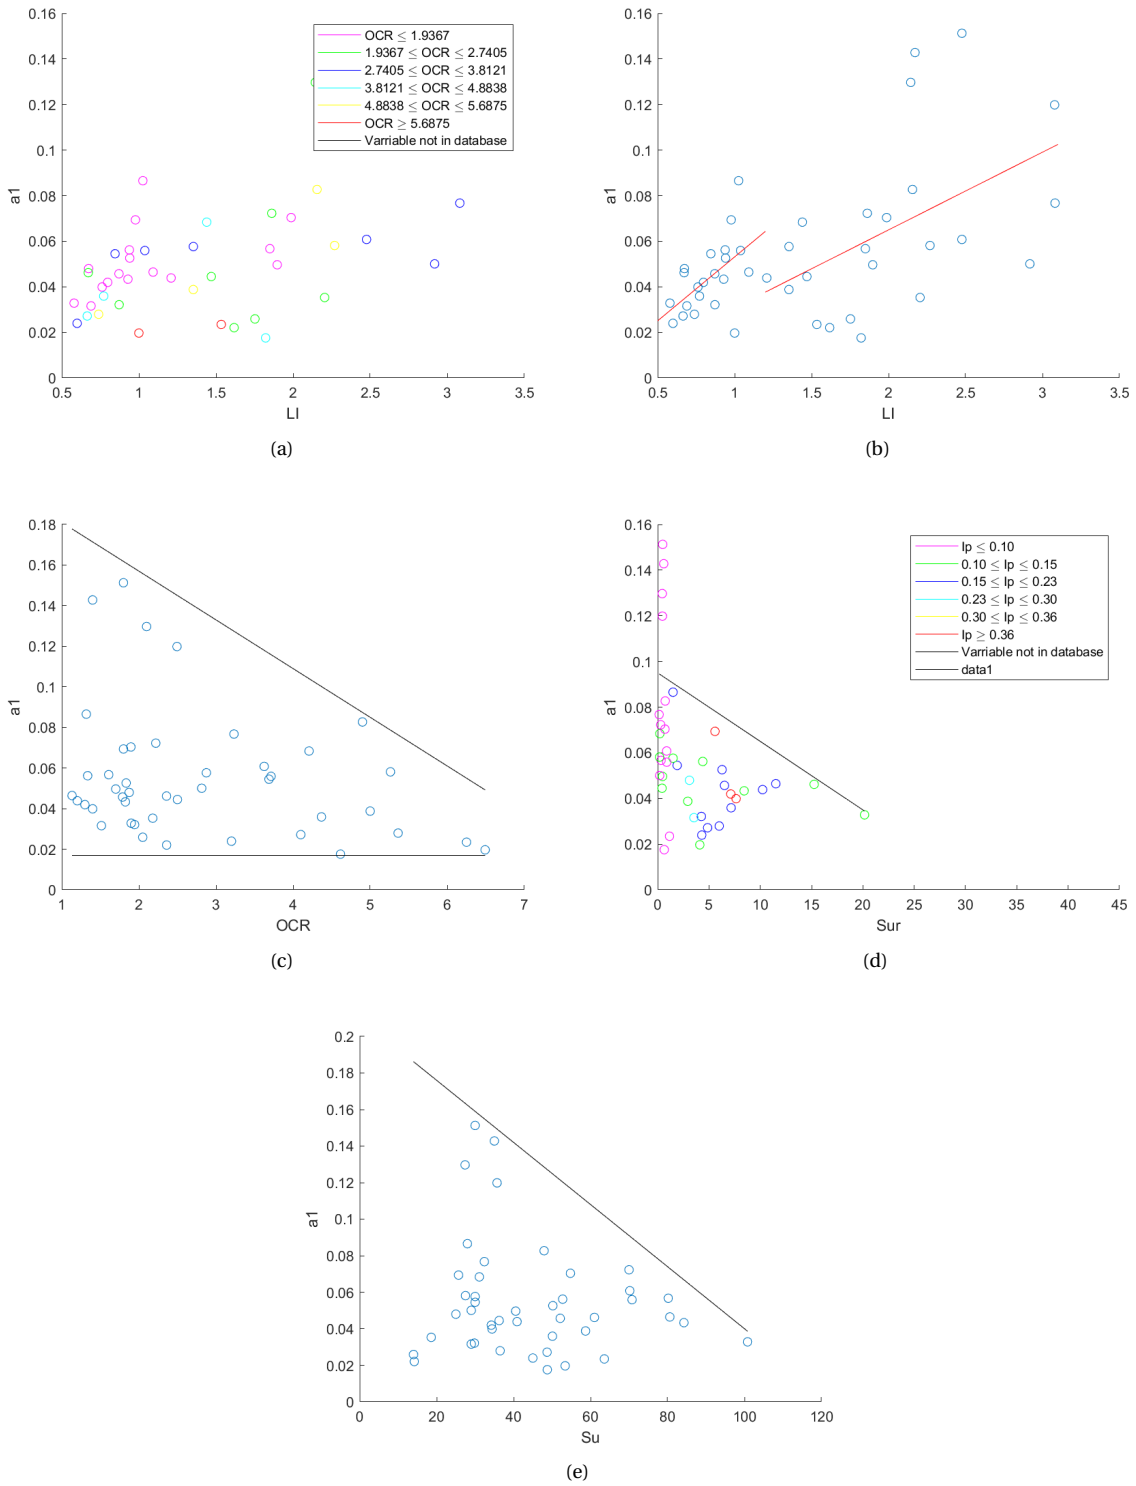 0.16
0.14
0.12
0.1
0.08
0.06
0.04
0.02
0
a1
0.5
1
1.5
2
2.5
3
3.5
LI
OCR ≤ 1.9367
1.9367 ≤ OCR ≤ 2.7405
2.7405 ≤ OCR ≤ 3.8121
3.8121 ≤ OCR ≤ 4.8838
4.8838 ≤ OCR ≤ 5.6875
OCR ≥ 5.6875
Varriable not in database
(a)
0.16
0.14
0.12
0.1
0.08
0.06
0.04
0.02
0
a1
0.5
1
1.5
2
2.5
3
3.5
LI
(b)
0.18
0.16
0.14
0.12
0.1
0.08
0.06
0.04
0.02
0
a1
1
2
3
4
5
6
7
OCR
(c)
0.16
0.14
0.12
0.1
0.08
0.06
0.04
0.02
0
a1
0
5
10
15
20
25
30
35
40
45
Sur
Ip ≤ 0.10
0.10 ≤ Ip ≤ 0.15
0.15 ≤ Ip ≤ 0.23
0.23 ≤ Ip ≤ 0.30
0.30 ≤ Ip ≤ 0.36
Ip ≥ 0.36
Varriable not in database
data1
(d)
0.2
0.18
0.16
0.14
0.12
0.1
0.08
0.06
0.04
0.02
0
a1
0
20
40
60
80
100
120
Su
(e)